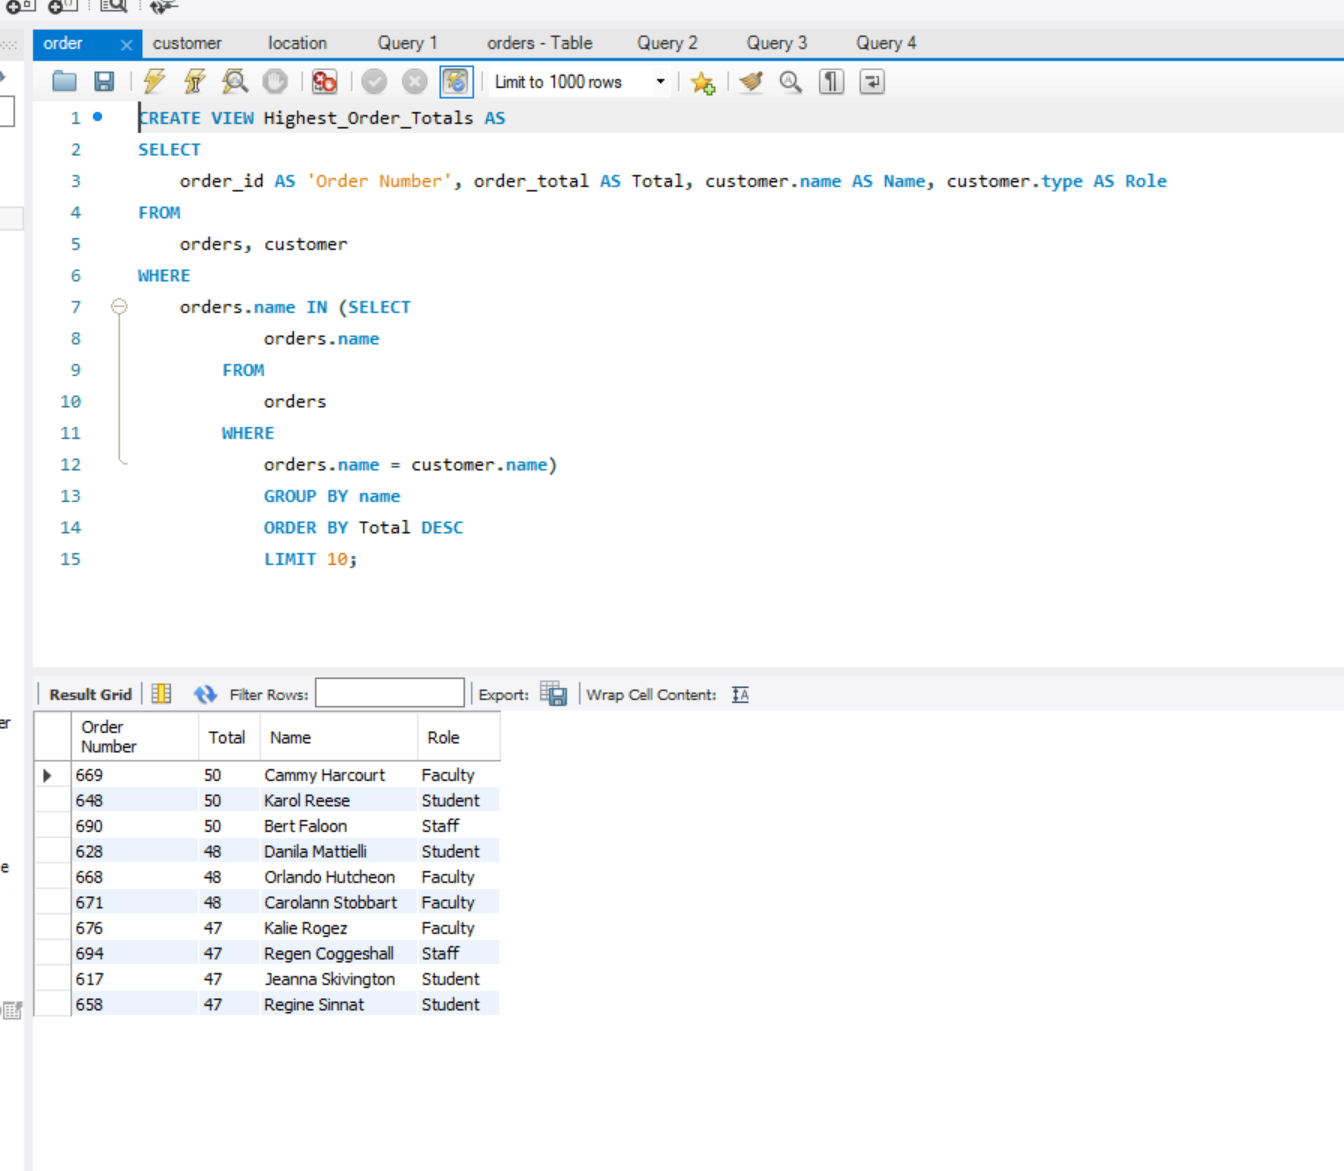 order customer location Query 1 orders - Table Query 2 Query 3 Query 4
Limit to 1000 rows
1 CREATE VIEW Highest_Order_Totals AS
2 SELECT
3 order_id AS 'Order Number', order_total AS Total, customer.name AS Name, customer.type AS Role
4 FROM
5 orders, customer
6 WHERE
7 orders.name IN (SELECT
8 orders.name
9 FROM
10 orders
11 WHERE
12 orders.name = customer.name)
13 GROUP BY name
14 ORDER BY Total DESC
15 LIMIT 10;
Result Grid Filter Rows: Export: Wrap Cell Content:
Order
Number Total Name Role
669 50 Cammy Harcourt Faculty
648 50 Karol Reese Student
690 50 Bert Faloon Staff
628 48 Danila Mattielli Student
668 48 Orlando Hutcheon Faculty
671 48 Carolann Stobbart Faculty
676 47 Kalie Rogez Faculty
694 47 Regen Coggeshall Staff
617 47 Jeanna Skivington Student
658 47 Regine Sinnat Student